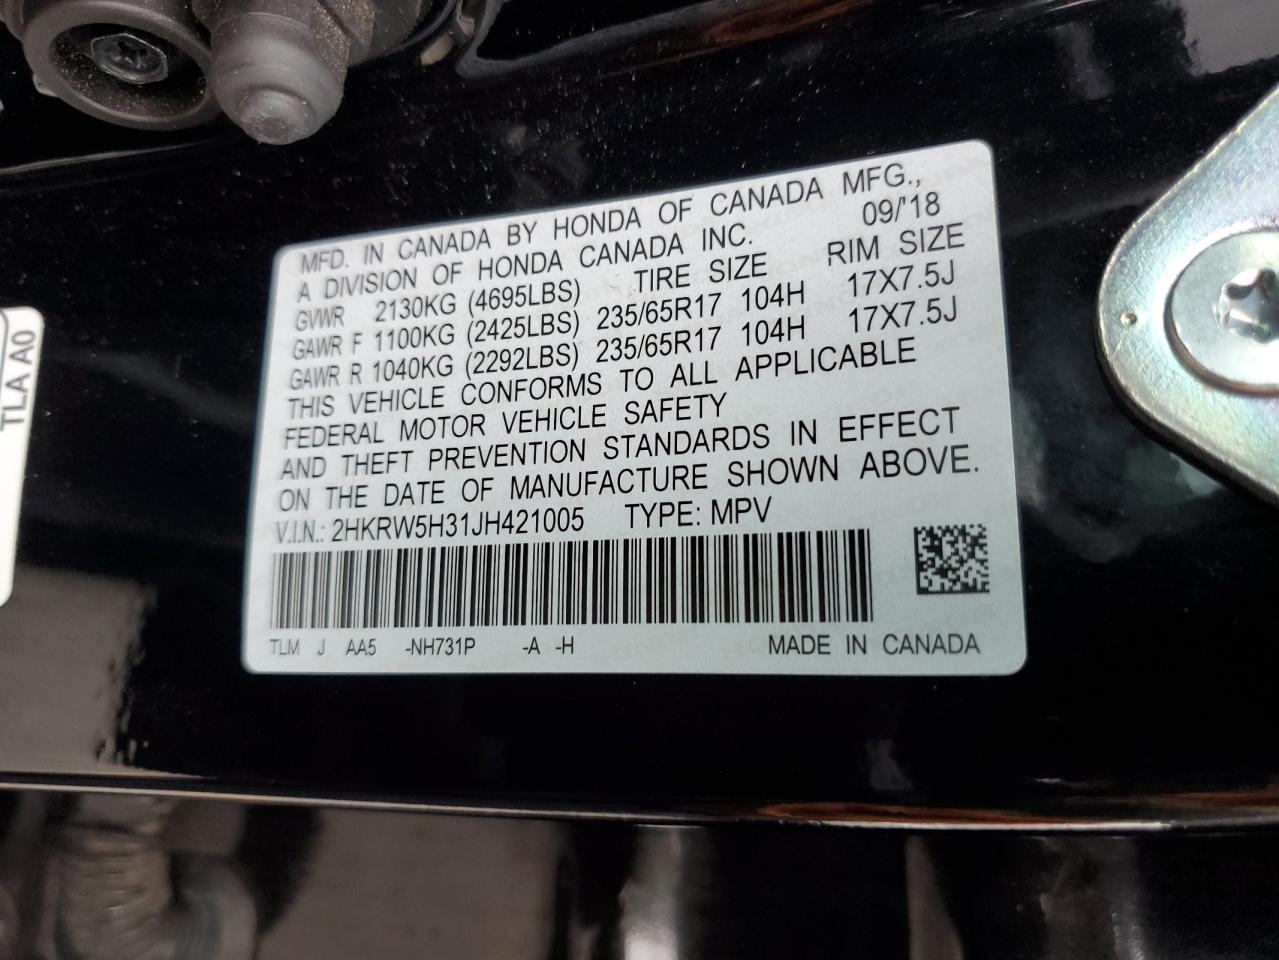 MFD. IN CANADA BY HONDA OF CANADA MFG.,
A DIVISION OF HONDA CANADA INC. 09/'18
GVWR 2130KG (4695LBS) TIRE SIZE RIM SIZE
GAWR F 1100KG (2425LBS) 235/65R17 104H 17X7.5J
GAWR R 1040KG (2292LBS) 235/65R17 104H 17X7.5J
THIS VEHICLE CONFORMS TO ALL APPLICABLE
FEDERAL MOTOR VEHICLE SAFETY
AND THEFT PREVENTION STANDARDS IN EFFECT
ON THE DATE OF MANUFACTURE SHOWN ABOVE.
V.I.N.: 2HKRW5H31JH421005 TYPE: MPV
TLM J AA5 -NH731P -A -H MADE IN CANADA
TLA A0